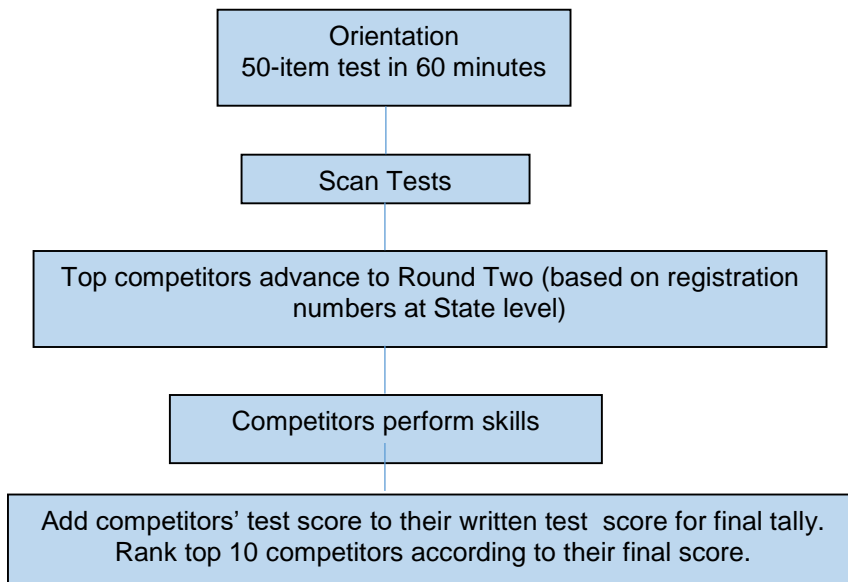 Orientation
50-item test in 60 minutes
Scan Tests
Top competitors advance to Round Two (based on registration
numbers at State level)
Competitors perform skills
Add competitors’ test score to their written test  score for final tally.
Rank top 10 competitors according to their final score.